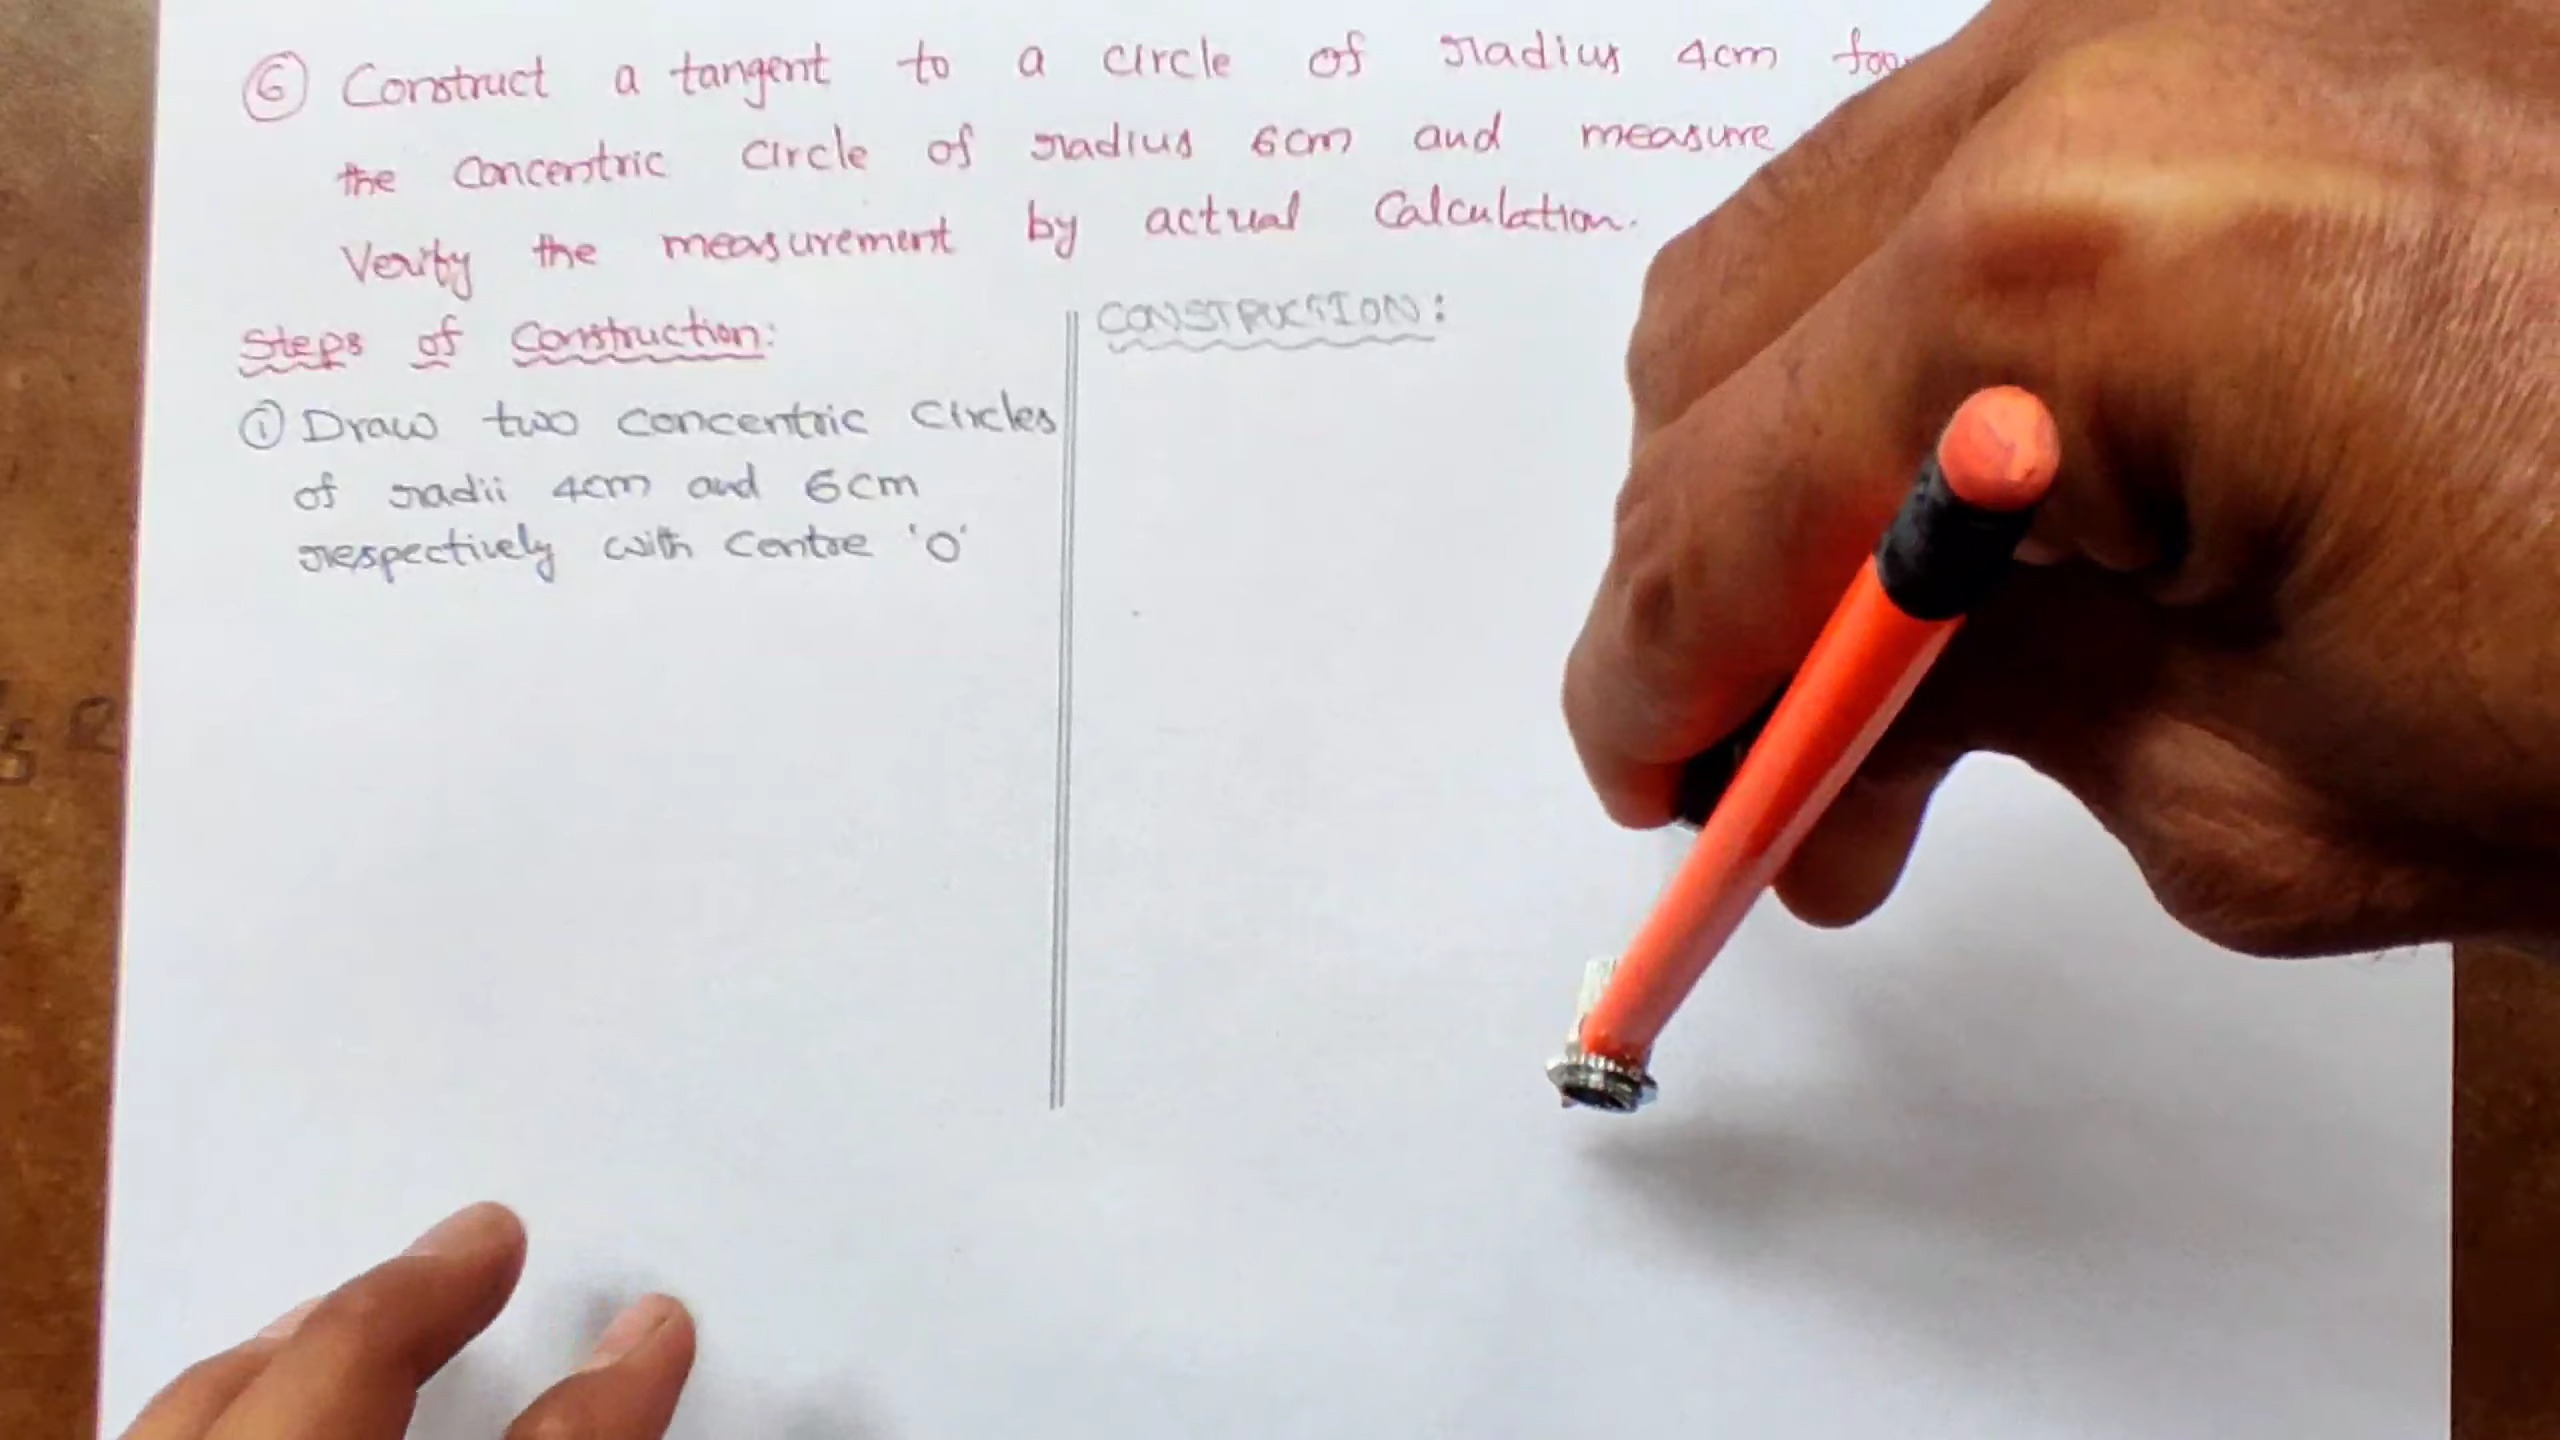 6 Construct a tangent to a circle of radius 4cm
the concentric circle of radius 6cm and measure
Verify the measurement by actual Calculation.
Steps of Construction:
CONSTRUCTION:
1 Draw two concentric circles
of radii 4cm and 6cm
respectively with centre 'O'